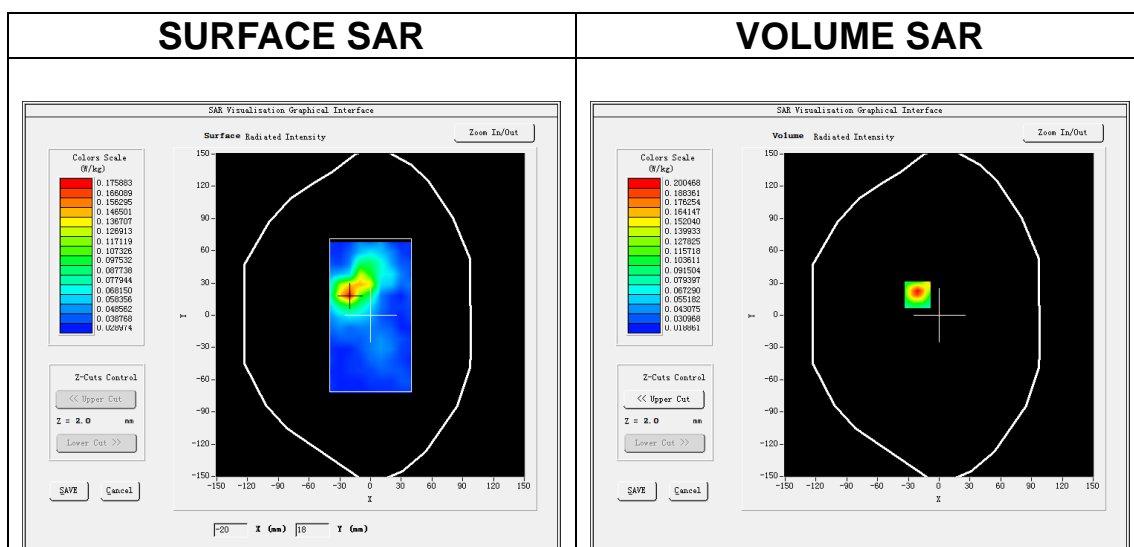 SURFACE SAR
SAR Visualisation Graphical Interface
Surface Radiated Intensity
Zoom In/Out
Colors Scale
(W/kg)
0.175883
0.166089
0.156295
0.146501
0.136707
0.126913
0.117119
0.107326
0.097532
0.087738
0.077944
0.068150
0.058356
0.048562
0.038768
0.028974
Z-Cuts Control
<< Upper Cut
Z = 2.0 mm
Lower Cut >>
SAVE Cancel
150
120
90
60
30
0
-30
-60
-90
-120
-150
Y
-150 -120 -90 -60 -30 0 30 60 90 120 150
X
-20 X (mm) 18 Y (mm)
VOLUME SAR
SAR Visualisation Graphical Interface
Volume Radiated Intensity
Zoom In/Out
Colors Scale
(W/kg)
0.200468
0.188361
0.176254
0.164147
0.152040
0.139933
0.127825
0.115718
0.103611
0.091504
0.079397
0.067290
0.055182
0.043075
0.030968
0.018861
Z-Cuts Control
<< Upper Cut
Z = 2.0 mm
Lower Cut >>
SAVE Cancel
150
120
90
60
30
0
-30
-60
-90
-120
-150
Y
-150 -120 -90 -60 -30 0 30 60 90 120 150
X